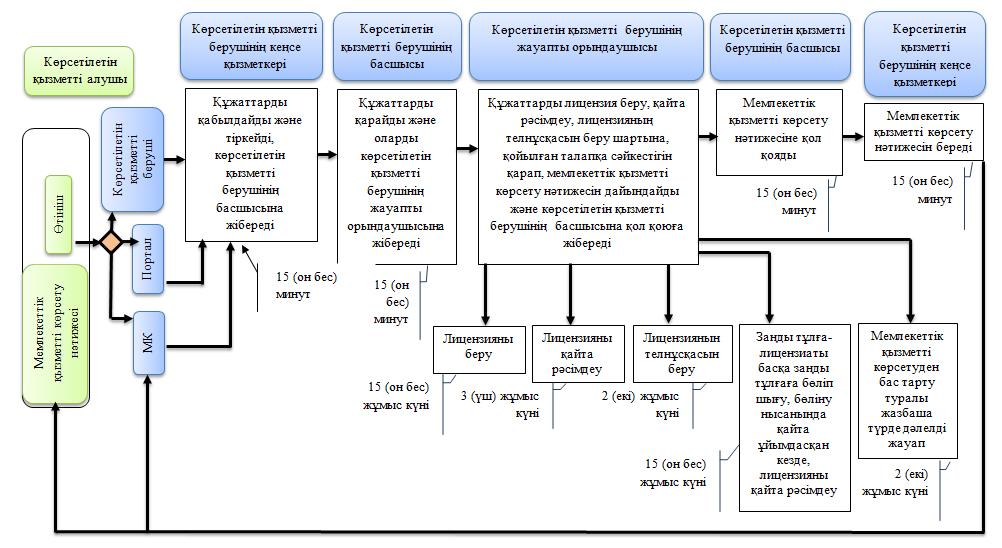 Көрсетілетін
қызметті алушы
Көрсетілетін қызметті
берушінің кеңсе
қызметкері
Көрсетілетін
қызметті берушінің
басшысы
Көрсетілетін қызметті  берушінің
жауапты орындаушысы
Көрсетілетін қызметті
берушінің басшысы
Көрсетілетін
қызметті
берушінің кеңсе
қызметкері
Өтініш
Мемлекеттік
қызметті көрсету
нәтижесі
Көрсетілетін
қызметті
беруші
Портал
МК
Құжаттарды
қабылдайды және
тіркейді,
көрсетілетін
қызметті
берушінің
басшысына
жібереді
15 (он бес)
минут
Құжаттарды
қарайды және
оларды
көрсетілетін
қызметті
берушінің
жауапты
орындаушысына
жібереді
15 (он
бес)
минут
Құжаттарды лицензия беру, қайта
рәсімдеу, лицензияның
телнұсқасын беру шартына,
қойылған талапқа сәйкестігін
қарап, мемлекеттік қызметті
көрсету нәтижесін дайындайды
және көрсетілетін қызметті
берушінің  басшысына қол қоюға
жібереді
Мемлекеттік
қызметті көрсету
нәтижесіне қол
қояды
15 (он бес)
минут
Мемлекеттік
қызметті көрсету
нәтижесін береді
15 (он бес)
минут
Лицензияны
беру
15 (он бес)
жұмыс күні
Лицензияны
қайта
рәсімдеу
3 (үш) жұмыс
күні
Лицензиянын
телнұсқасын
беру
2 (екі) жұмыс
күні
Занды тұлға-
лицензиаты
басқа занды
тұлғаға бөліп
шығу, бөліну
нысанында
қайта
ұйымдасқан
кезде,
лицензияны
қайта рәсімдеу
15 (он бес)
жұмыс күні
Мемлекеттік
қызметті
көрсетуден
бас тарту
туралы
жазбаша
түрде дәлелді
жауап
2 (екі)
жұмыс күні